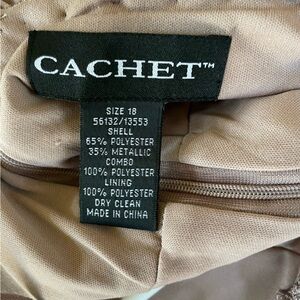 CACHET™
SIZE 18
56132/13553
SHELL
65% POLYESTER
35% METALLIC
COMBO
100% POLYESTER
LINING
100% POLYESTER
DRY CLEAN
MADE IN CHINA